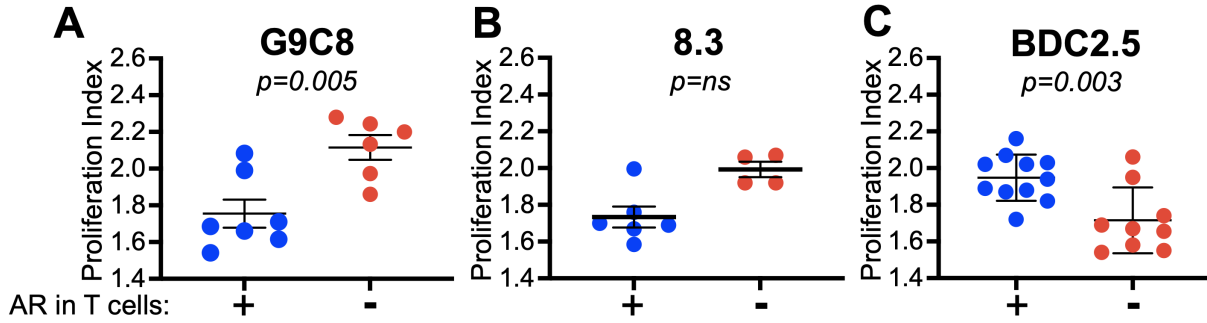 A
G9C8
p=0.005
Proliferation Index
2.6
2.4
2.2
2.0
1.8
1.6
1.4
B
8.3
p=ns
Proliferation Index
2.6
2.4
2.2
2.0
1.8
1.6
1.4
C
BDC2.5
p=0.003
Proliferation Index
2.6
2.4
2.2
2.0
1.8
1.6
1.4
AR in T cells: + - + - + -